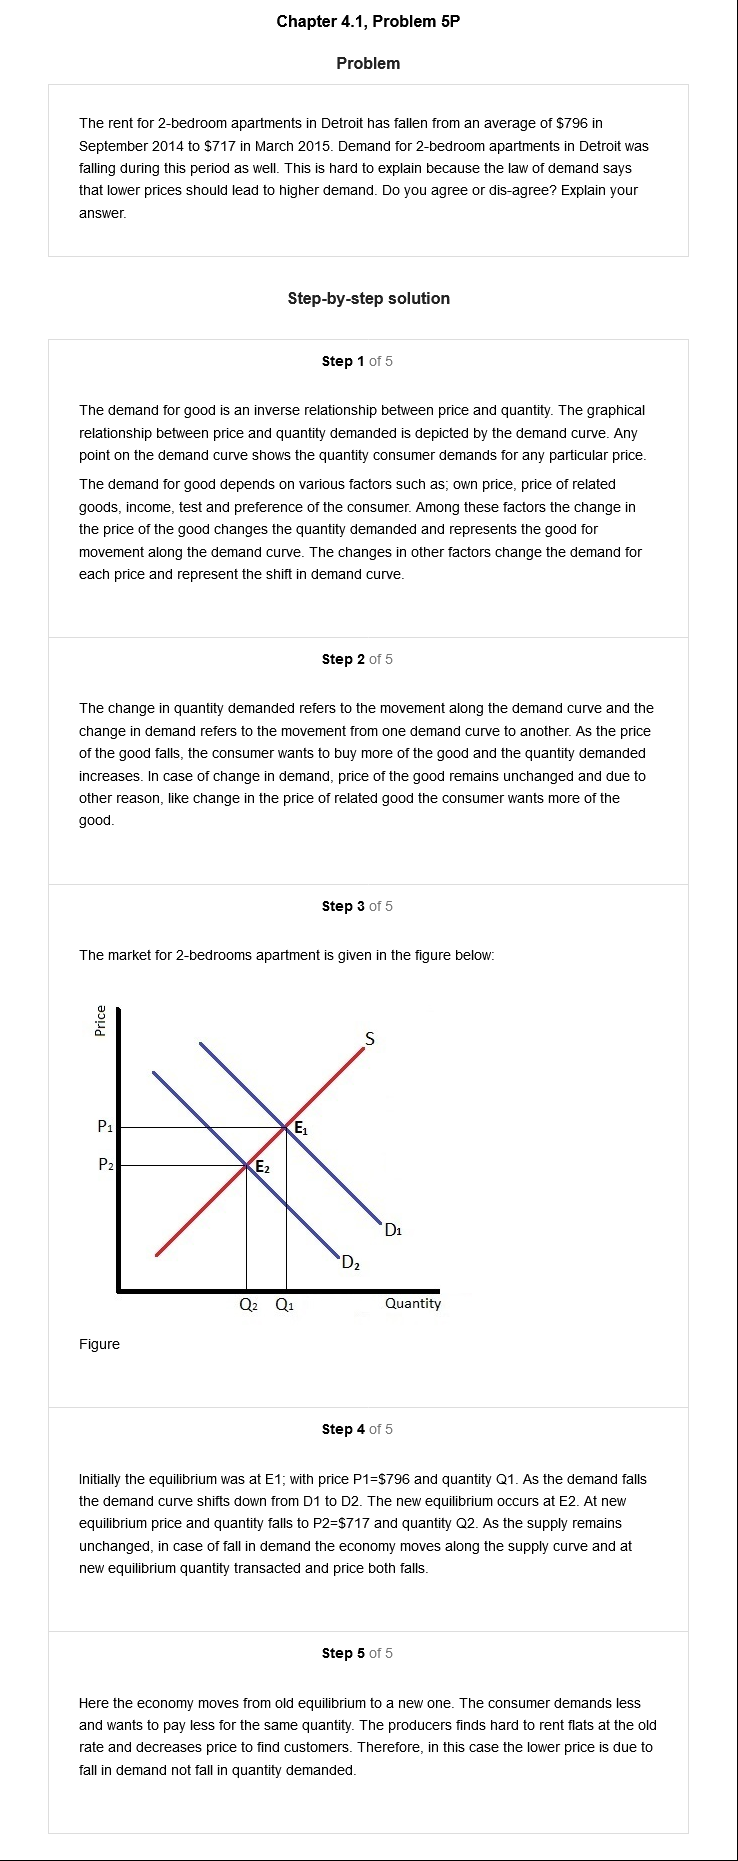 Chapter 4.1, Problem 5P
Problem
The rent for 2-bedroom apartments in Detroit has fallen from an average of $796 in
September 2014 to $717 in March 2015. Demand for 2-bedroom apartments in Detroit was
falling during this period as well. This is hard to explain because the law of demand says
that lower prices should lead to higher demand. Do you agree or dis-agree? Explain your
answer.
Step-by-step solution
Step 1 of 5
The demand for good is an inverse relationship between price and quantity. The graphical
relationship between price and quantity demanded is depicted by the demand curve. Any
point on the demand curve shows the quantity consumer demands for any particular price.
The demand for good depends on various factors such as; own price, price of related
goods, income, test and preference of the consumer. Among these factors the change in
the price of the good changes the quantity demanded and represents the good for
movement along the demand curve. The changes in other factors change the demand for
each price and represent the shift in demand curve.
Step 2 of 5
The change in quantity demanded refers to the movement along the demand curve and the
change in demand refers to the movement from one demand curve to another. As the price
of the good falls, the consumer wants to buy more of the good and the quantity demanded
increases. In case of change in demand, price of the good remains unchanged and due to
other reason, like change in the price of related good the consumer wants more of the
good.
Step 3 of 5
The market for 2-bedrooms apartment is given in the figure below:
Price
S
P1
E1
P2
E2
D1
D2
Q2 Q1 Quantity
Figure
Step 4 of 5
Initially the equilibrium was at E1; with price P1=$796 and quantity Q1. As the demand falls
the demand curve shifts down from D1 to D2. The new equilibrium occurs at E2. At new
equilibrium price and quantity falls to P2=$717 and quantity Q2. As the supply remains
unchanged, in case of fall in demand the economy moves along the supply curve and at
new equilibrium quantity transacted and price both falls.
Step 5 of 5
Here the economy moves from old equilibrium to a new one. The consumer demands less
and wants to pay less for the same quantity. The producers finds hard to rent flats at the old
rate and decreases price to find customers. Therefore, in this case the lower price is due to
fall in demand not fall in quantity demanded.